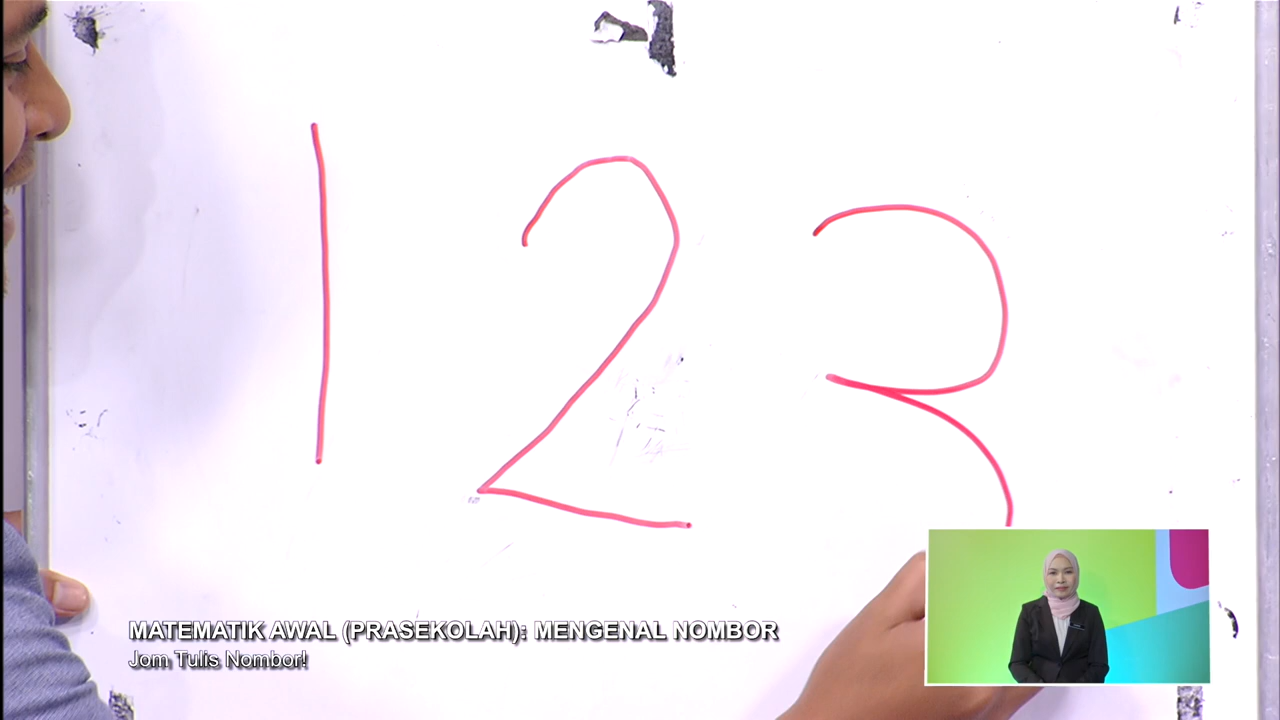 1 2 3
MATEMATIK AWAL (PRASEKOLAH): MENGENAL NOMBOR
Jom Tulis Nombor!